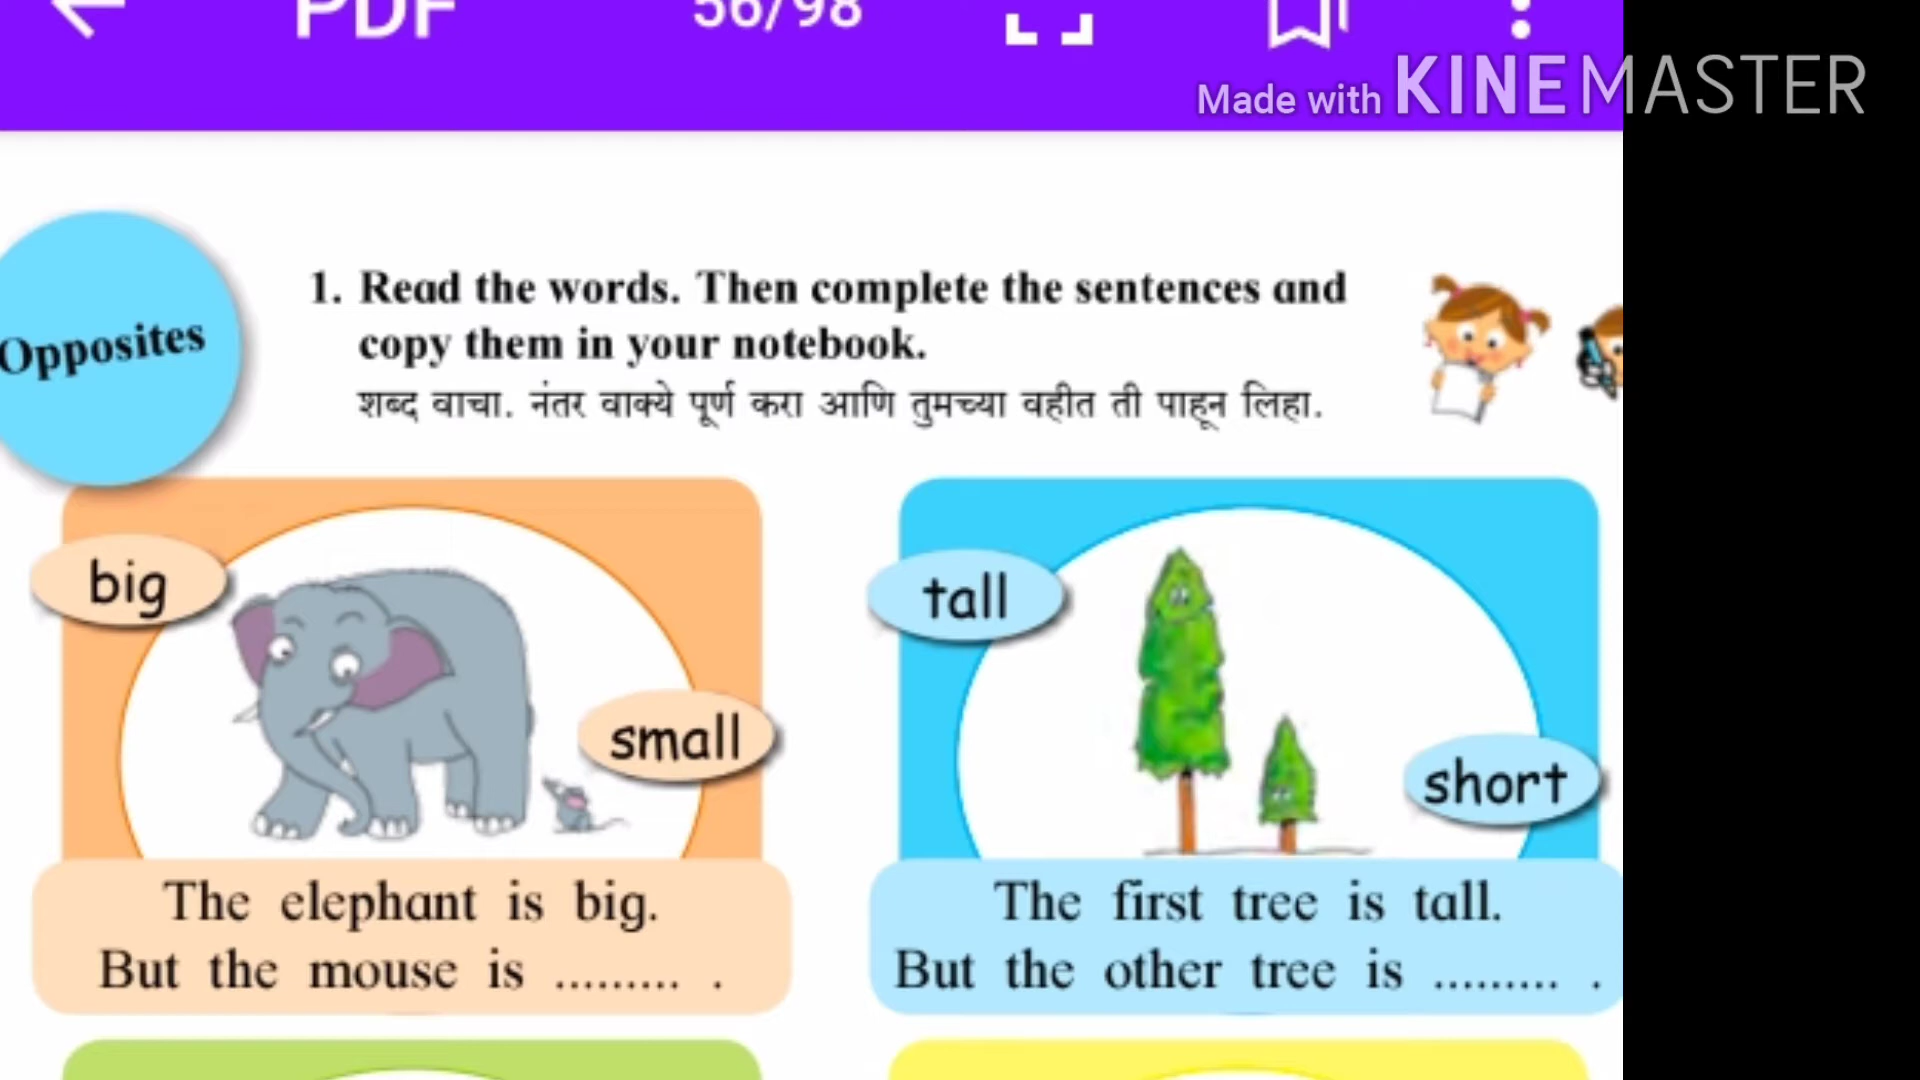 PDF 56/98
Made with KINEMASTER
Opposites
1. Read the words. Then complete the sentences and
copy them in your notebook.
शब्द वाचा. नंतर वाक्ये पूर्ण करा आणि तुमच्या वहीत ती पाहून लिहा.
big
small
The elephant is big.
But the mouse is ......... .
tall
short
The first tree is tall.
But the other tree is ......... .